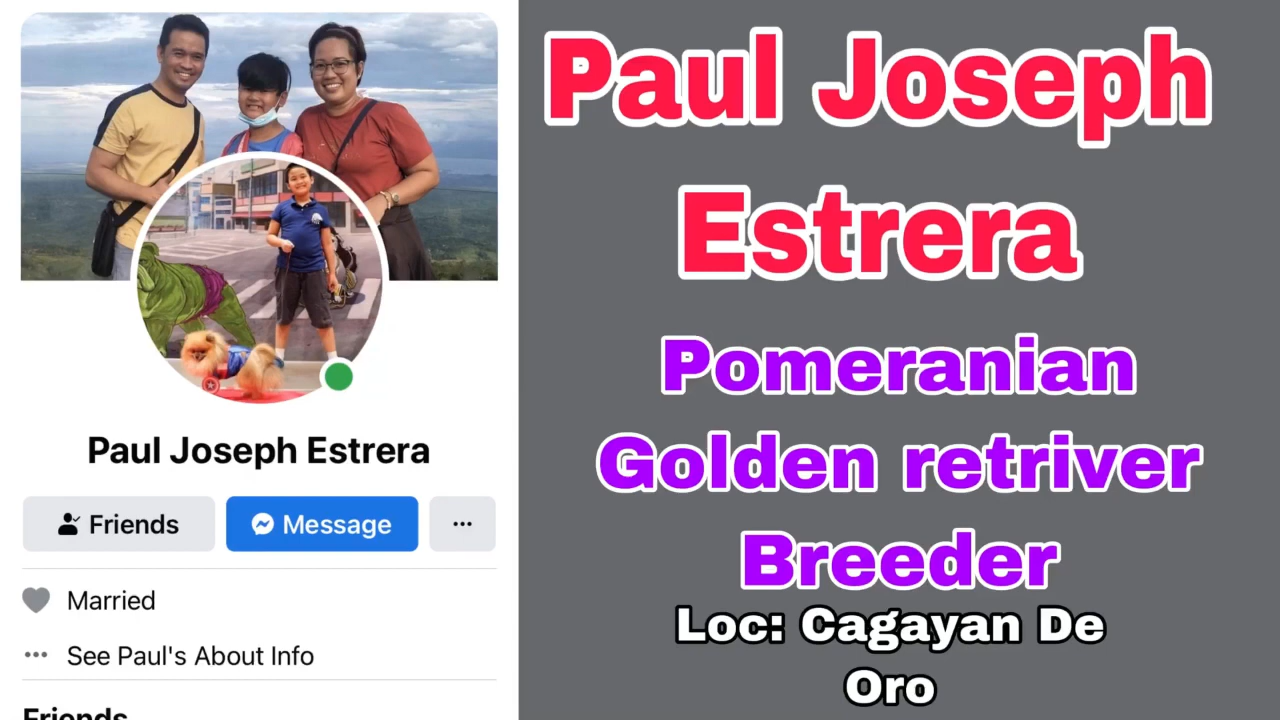 Paul Joseph Estrera
Friends
Message
Married
See Paul's About Info
Friends
Paul Joseph
Estrera
Pomeranian
Golden retriver
Breeder
Loc: Cagayan De
Oro